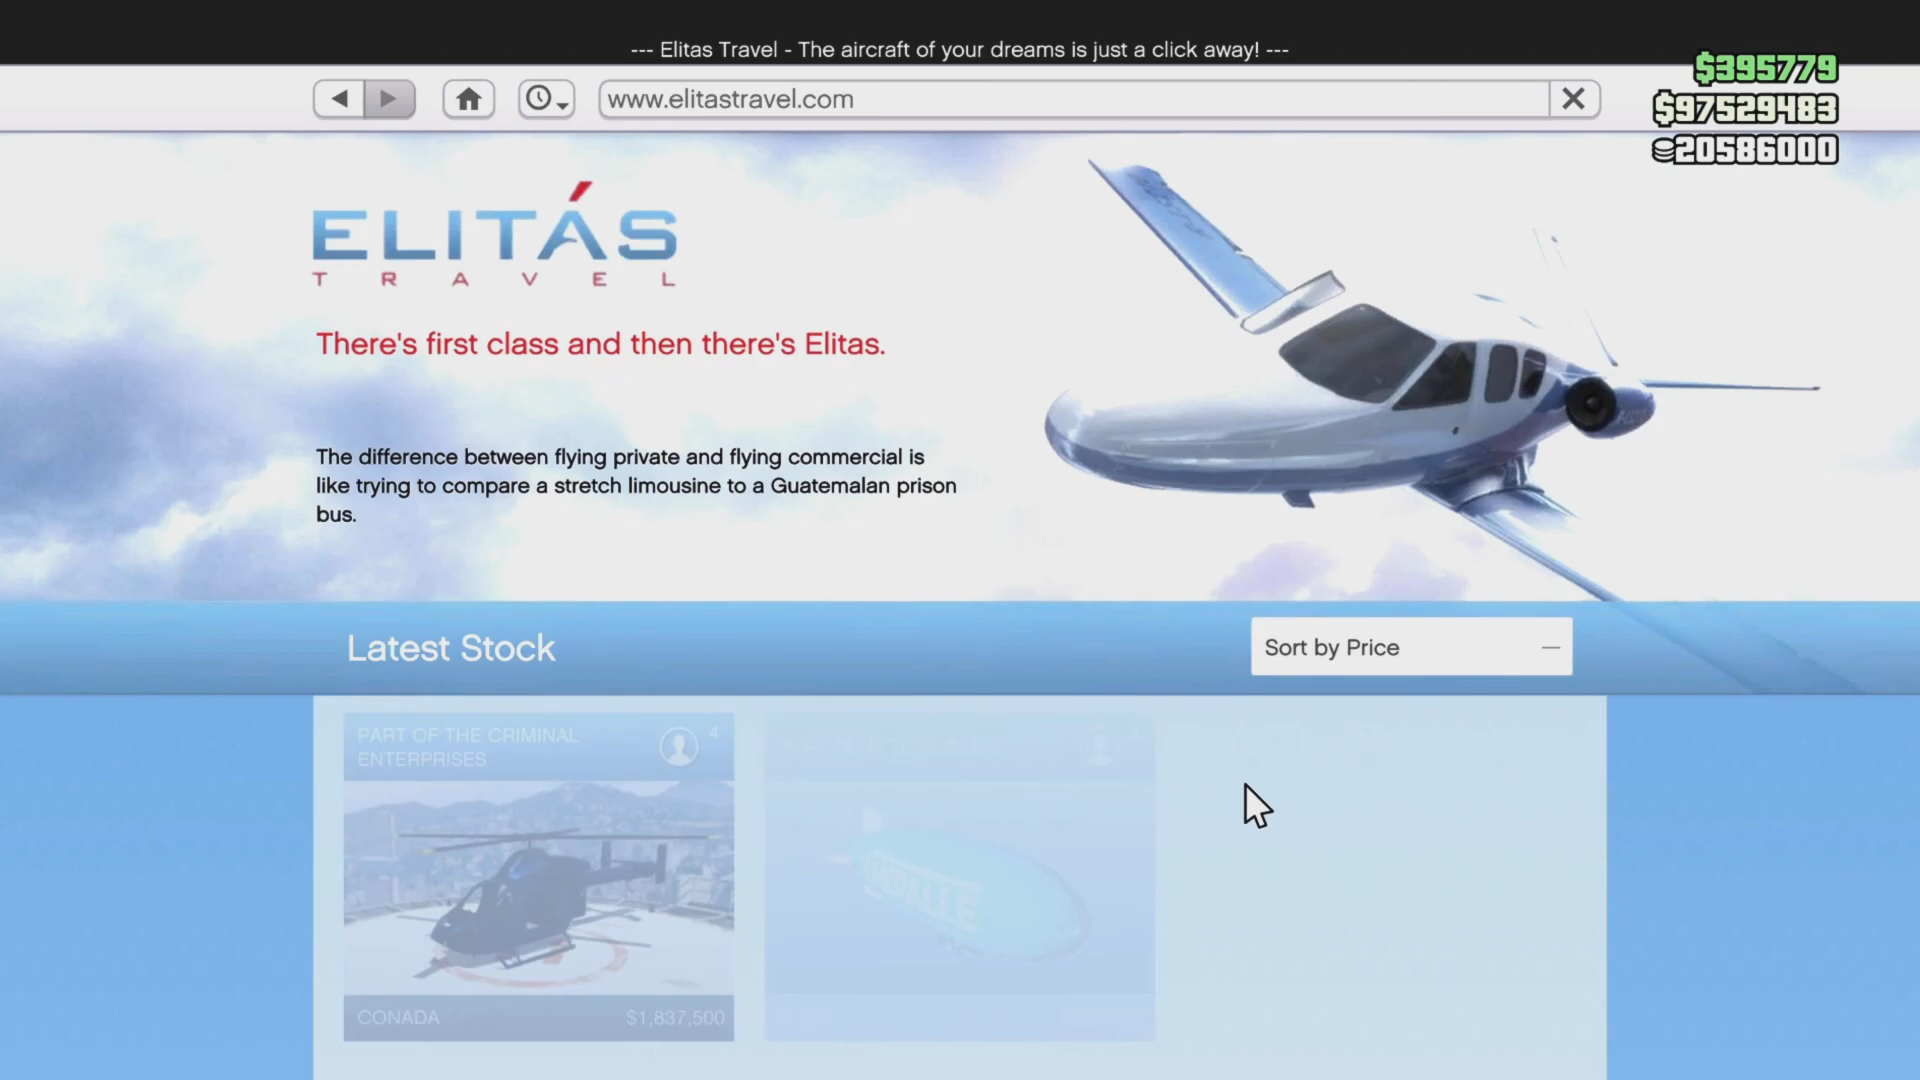 --- Elitas Travel - The aircraft of your dreams is just a click away! ---
www.elitastravel.com
$395779
$97529483
20586000
ELITÁS
TRAVEL
There's first class and then there's Elitas.
The difference between flying private and flying commercial is
like trying to compare a stretch limousine to a Guatemalan prison
bus.
Latest Stock
Sort by Price
PART OF THE CRIMINAL
ENTERPRISES
4
CONADA
$1,837,500